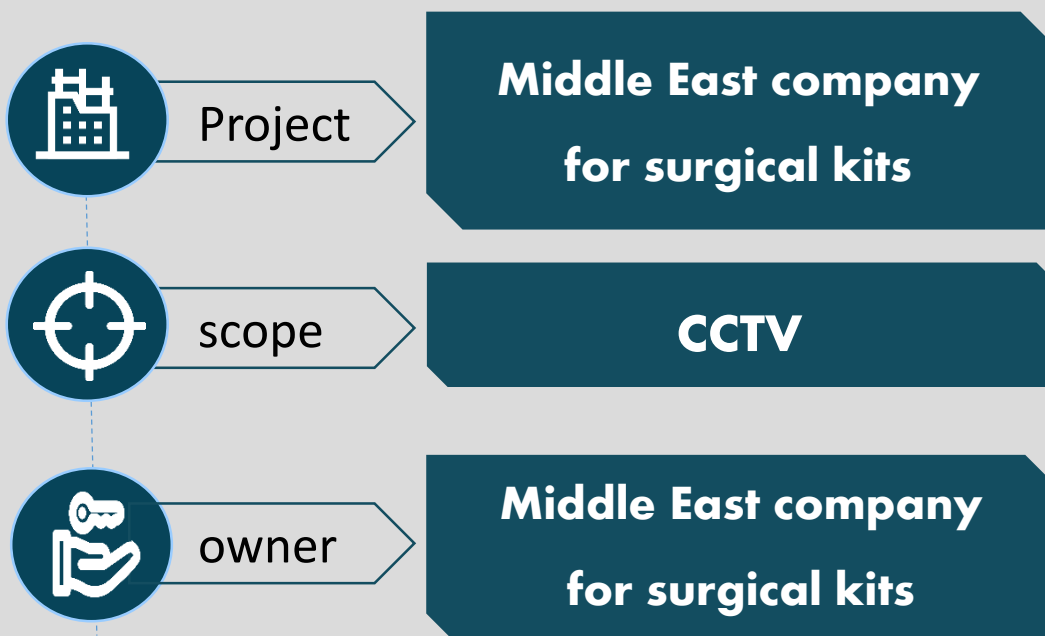 Project
Middle East company
for surgical kits
scope
CCTV
owner
Middle East company
for surgical kits